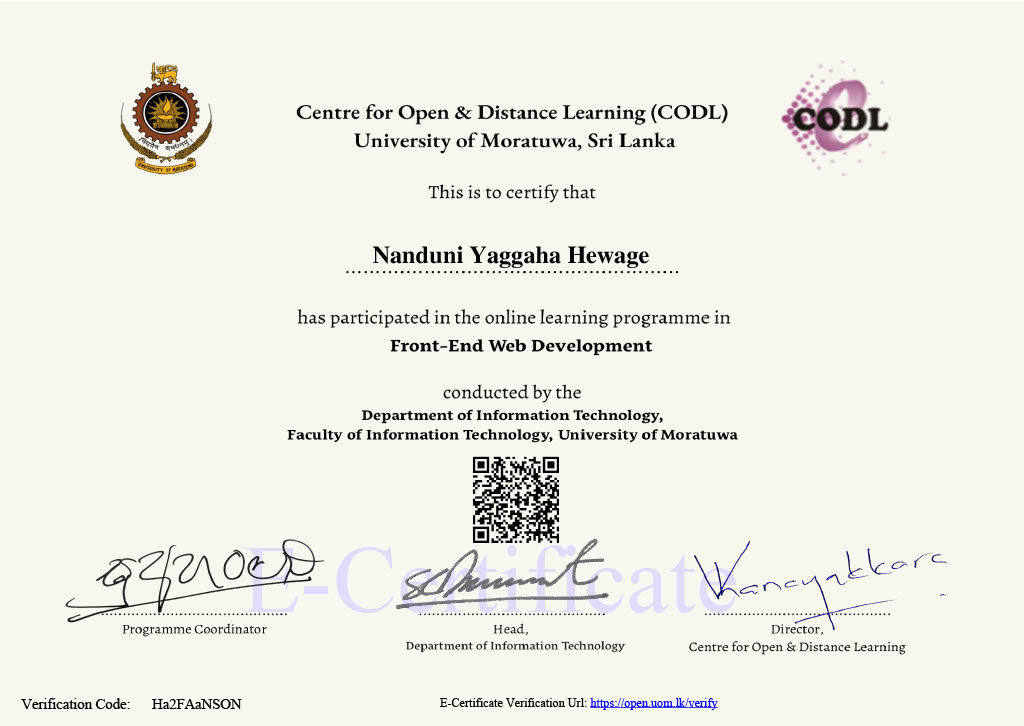 Centre for Open & Distance Learning (CODL)
University of Moratuwa, Sri Lanka
CODL
UNIVERSITY OF MORATUWA
This is to certify that
Nanduni Yaggaha Hewage
has participated in the online learning programme in
Front-End Web Development
conducted by the
Department of Information Technology,
Faculty of Information Technology, University of Moratuwa
E-Certificate
Programme Coordinator
Head,
Department of Information Technology
Director,
Centre for Open & Distance Learning
Verification Code: Ha2FAaNSON
E-Certificate Verification Url: https://open.uom.lk/verify